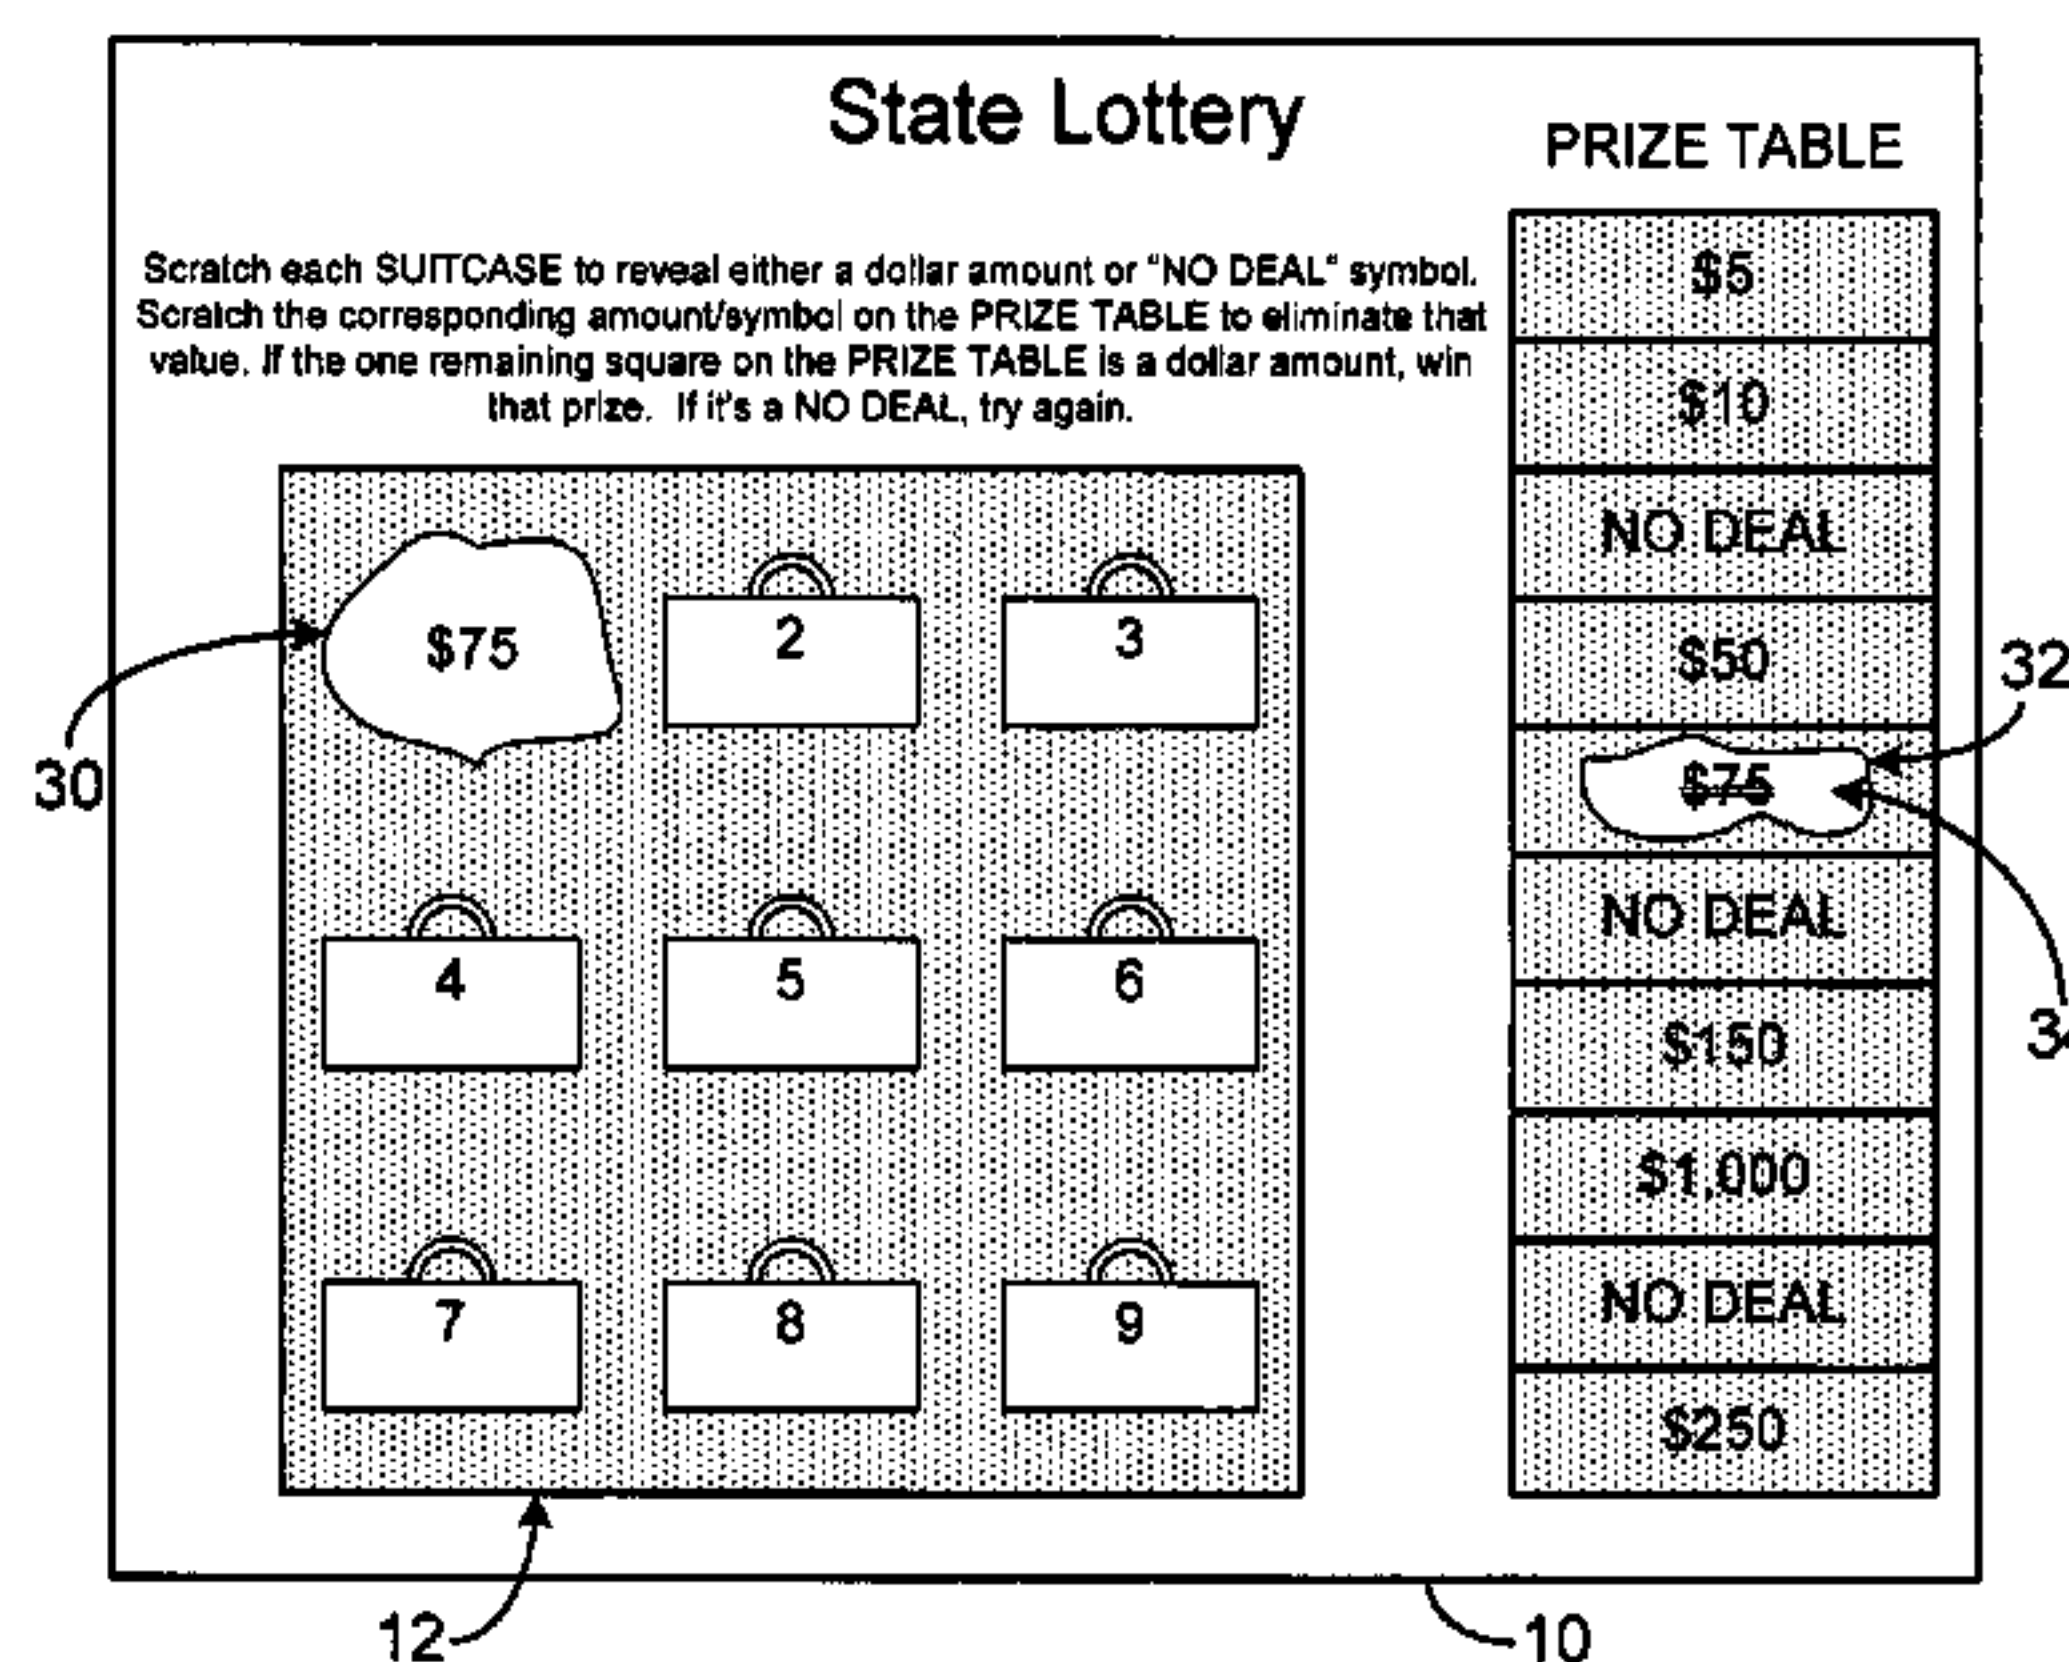 State Lottery
PRIZE TABLE
Scratch each SUITCASE to reveal either a dollar amount or "NO DEAL" symbol.
Scratch the corresponding amount/symbol on the PRIZE TABLE to eliminate that
value. If the one remaining square on the PRIZE TABLE is a dollar amount, win
that prize. If it's a NO DEAL, try again.
$75
2
3
4
5
6
7
8
9
$5
$10
NO DEAL
$50
$75
NO DEAL
$150
$1,000
NO DEAL
$250
30
32
12
10